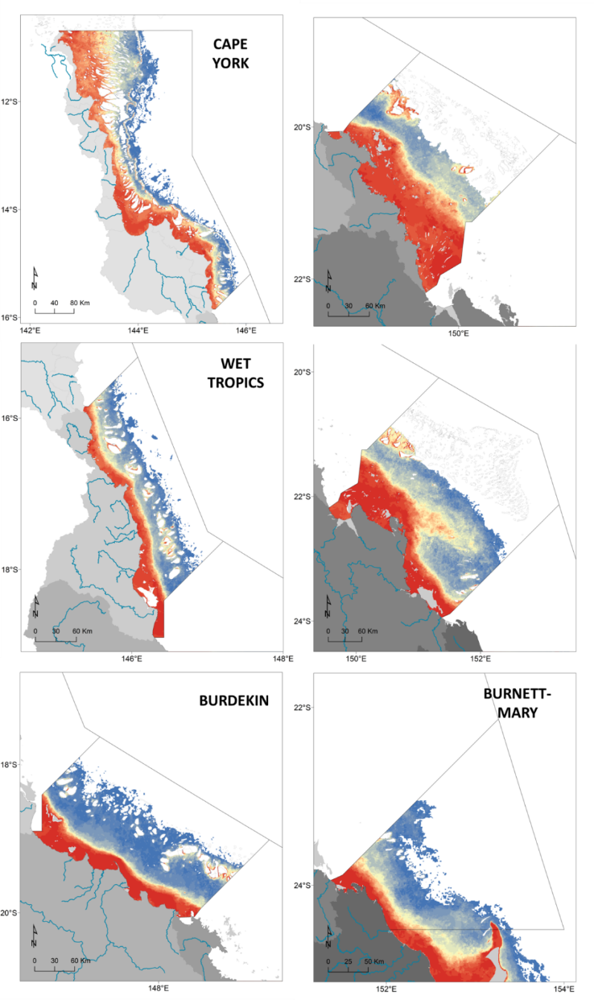 CAPE
YORK
12°S
14°S
16°S
N
0 40 80 Km
142°E 144°E 146°E
20°S
22°S
N
0 30 60 Km
150°E
WET
TROPICS
16°S
18°S
N
0 30 60 Km
146°E 148°E
20°S
22°S
24°S
N
0 30 60 Km
150°E 152°E
BURDEKIN
18°S
20°S
N
0 30 60 Km
148°E
BURNETT-
MARY
22°S
24°S
N
0 25 50 Km
152°E 154°E